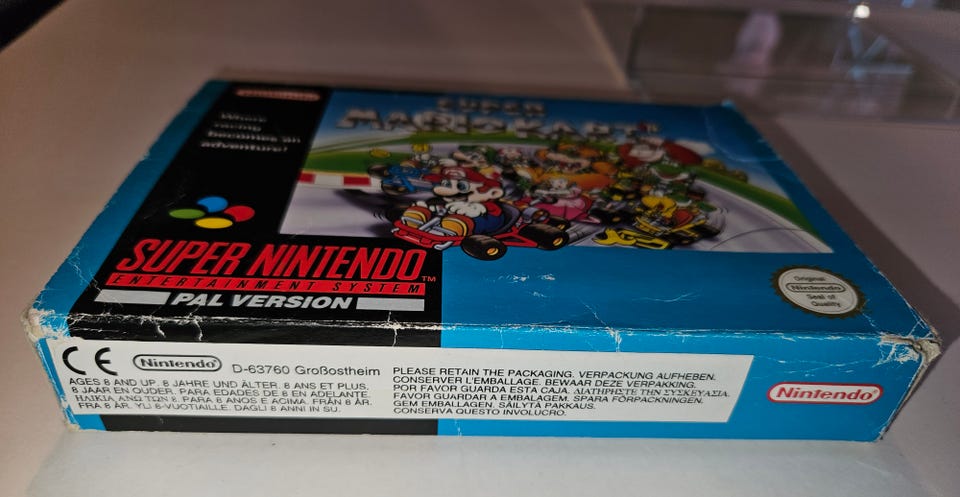 Where
racing
becomes an
adventure!
SUPER
MARIO KART
SUPER NINTENDO
ENTERTAINMENT SYSTEM
TM
PAL VERSION
Original
Nintendo
Seal of
Quality
CE
Nintendo®
D-63760 Großostheim
AGES 8 AND UP. 8 JAHRE UND ÄLTER. 8 ANS ET PLUS.
8 JAAR EN OUDER. PARA EDADES DE 8 EN ADELANTE.
ΗΛΙΚΙΑ ΑΝΩ ΤΩΝ 8. PARA 8 ANOS E ACIMA. FRÅN 8 ÅR.
FRA 8 ÅR. YLI 8-VUOTIAILLE. DAGLI 8 ANNI IN SU.
PLEASE RETAIN THE PACKAGING. VERPACKUNG AUFHEBEN.
CONSERVER L'EMBALLAGE. BEWAAR DEZE VERPAKKING.
POR FAVOR GUARDA ESTA CAJA. ΔΙΑΤΗΡΗΣΤΕ ΤΗΝ ΣΥΣΚΕΥΑΣΙΑ.
FAVOR GUARDAR A EMBALAGEM. SPARA FÖRPACKNINGEN.
GEM EMBALLAGEN. SÄILYTÄ PAKKAUS.
CONSERVA QUESTO INVOLUCRO.
Nintendo®